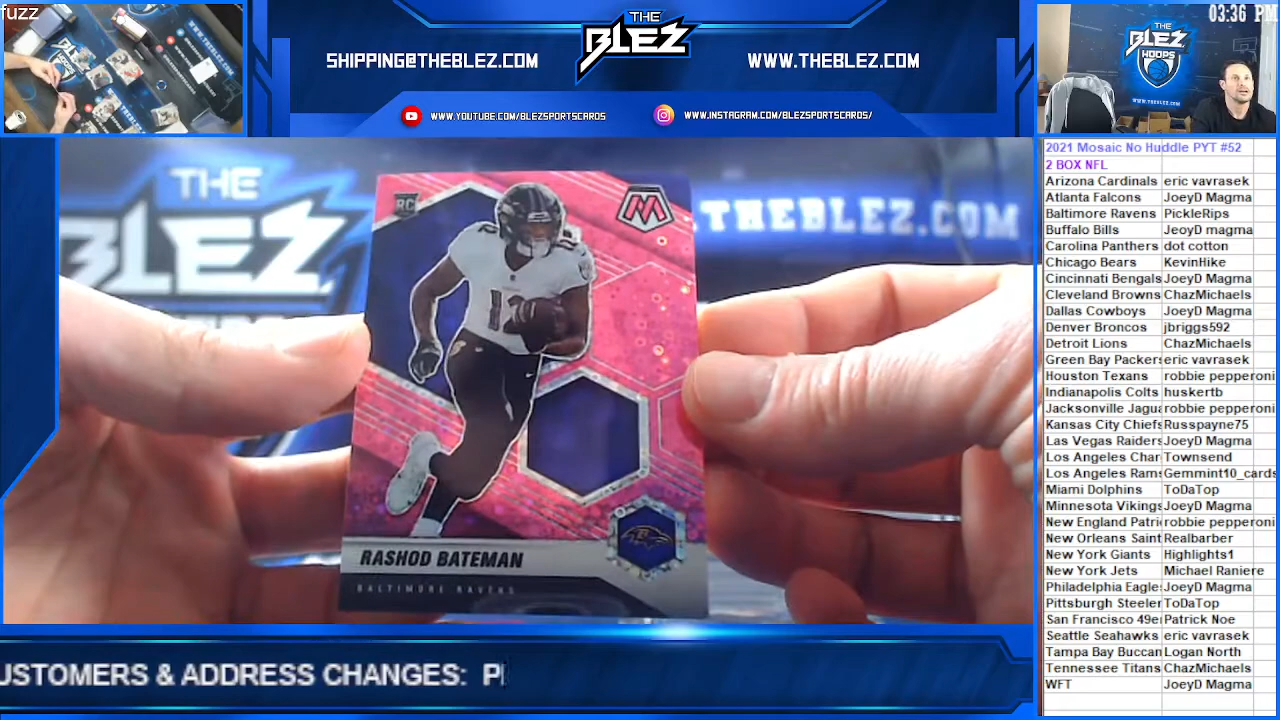 fuzz
SHIPPING@THEBLEZ.COM
THE
BLEZ
WWW.THEBLEZ.COM
WWW.YOUTUBE.COM/BLEZSPORTSCARDS
WWW.INSTAGRAM.COM/BLEZSPORTSCARDS/
03:36 PM
THE
BLEZ
HOOPS
WWW.THEBLEZ.COM
THE
BLEZ
THEBLEZ.COM
RC
M
12
RASHOD BATEMAN
BALTIMORE RAVENS
USTOMERS & ADDRESS CHANGES: P
2021 Mosaic No Huddle PYT #52
2 BOX NFL
Arizona Cardinals eric vavrasek
Atlanta Falcons JoeyD Magma
Baltimore Ravens PickleRips
Buffalo Bills JeoyD magma
Carolina Panthers dot cotton
Chicago Bears KevinHike
Cincinnati Bengals JoeyD Magma
Cleveland Browns ChazMichaels
Dallas Cowboys JoeyD Magma
Denver Broncos jbriggs592
Detroit Lions ChazMichaels
Green Bay Packers eric vavrasek
Houston Texans robbie pepperoni
Indianapolis Colts huskertb
Jacksonville Jagua robbie pepperoni
Kansas City Chiefs Russpayne75
Las Vegas Raiders JoeyD Magma
Los Angeles Char Townsend
Los Angeles Rams Gemmint10_cards
Miami Dolphins ToDaTop
Minnesota Vikings JoeyD Magma
New England Patri robbie pepperoni
New Orleans Saint Realbarber
New York Giants Highlights1
New York Jets Michael Raniere
Philadelphia Eagle JoeyD Magma
Pittsburgh Steeler ToDaTop
San Francisco 49e Patrick Noe
Seattle Seahawks eric vavrasek
Tampa Bay Buccan Logan North
Tennessee Titans ChazMichaels
WFT JoeyD Magma